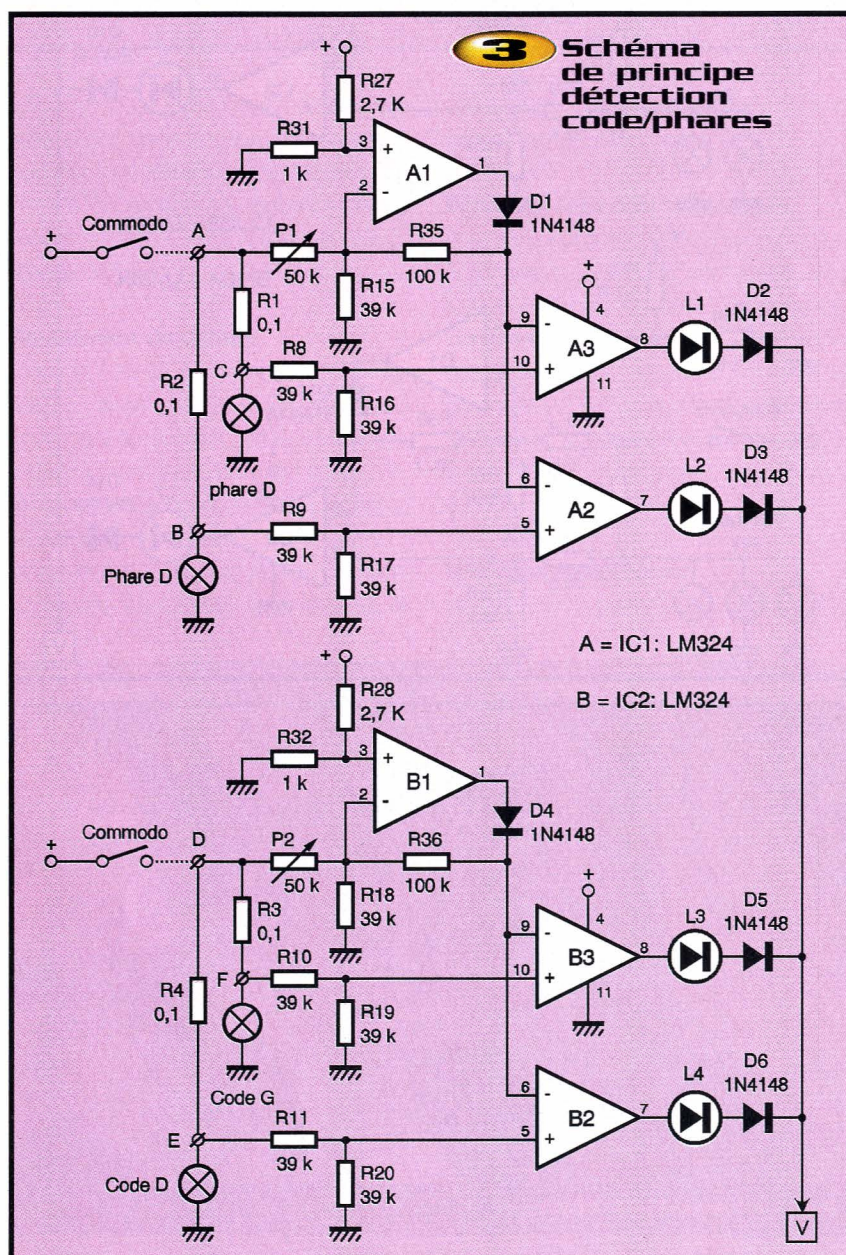 3 Schéma
de principe
détection
code/phares
+
R27
2,7 K
R31
1 k
3
+
2
-
A1
1
D1
1N4148
Commodo
+
A
P1
50 k
R35
100 k
R15
39 k
R1
0,1
C
R8
39 k
R16
39 k
R2
0,1
phare D
+
4
9
-
10
+
A3
8
11
L1
D2
1N4148
6
-
5
+
A2
7
L2
D3
1N4148
B
R9
39 k
R17
39 k
Phare D
A = IC1: LM324
B = IC2: LM324
+
R28
2,7 K
R32
1 k
3
+
2
-
B1
1
D4
1N4148
Commodo
+
D
P2
50 k
R36
100 k
R18
39 k
R3
0,1
F
R10
39 k
R19
39 k
R4
0,1
Code G
+
4
9
-
10
+
B3
8
11
L3
D5
1N4148
6
-
5
+
B2
7
L4
D6
1N4148
E
R11
39 k
R20
39 k
Code D
V